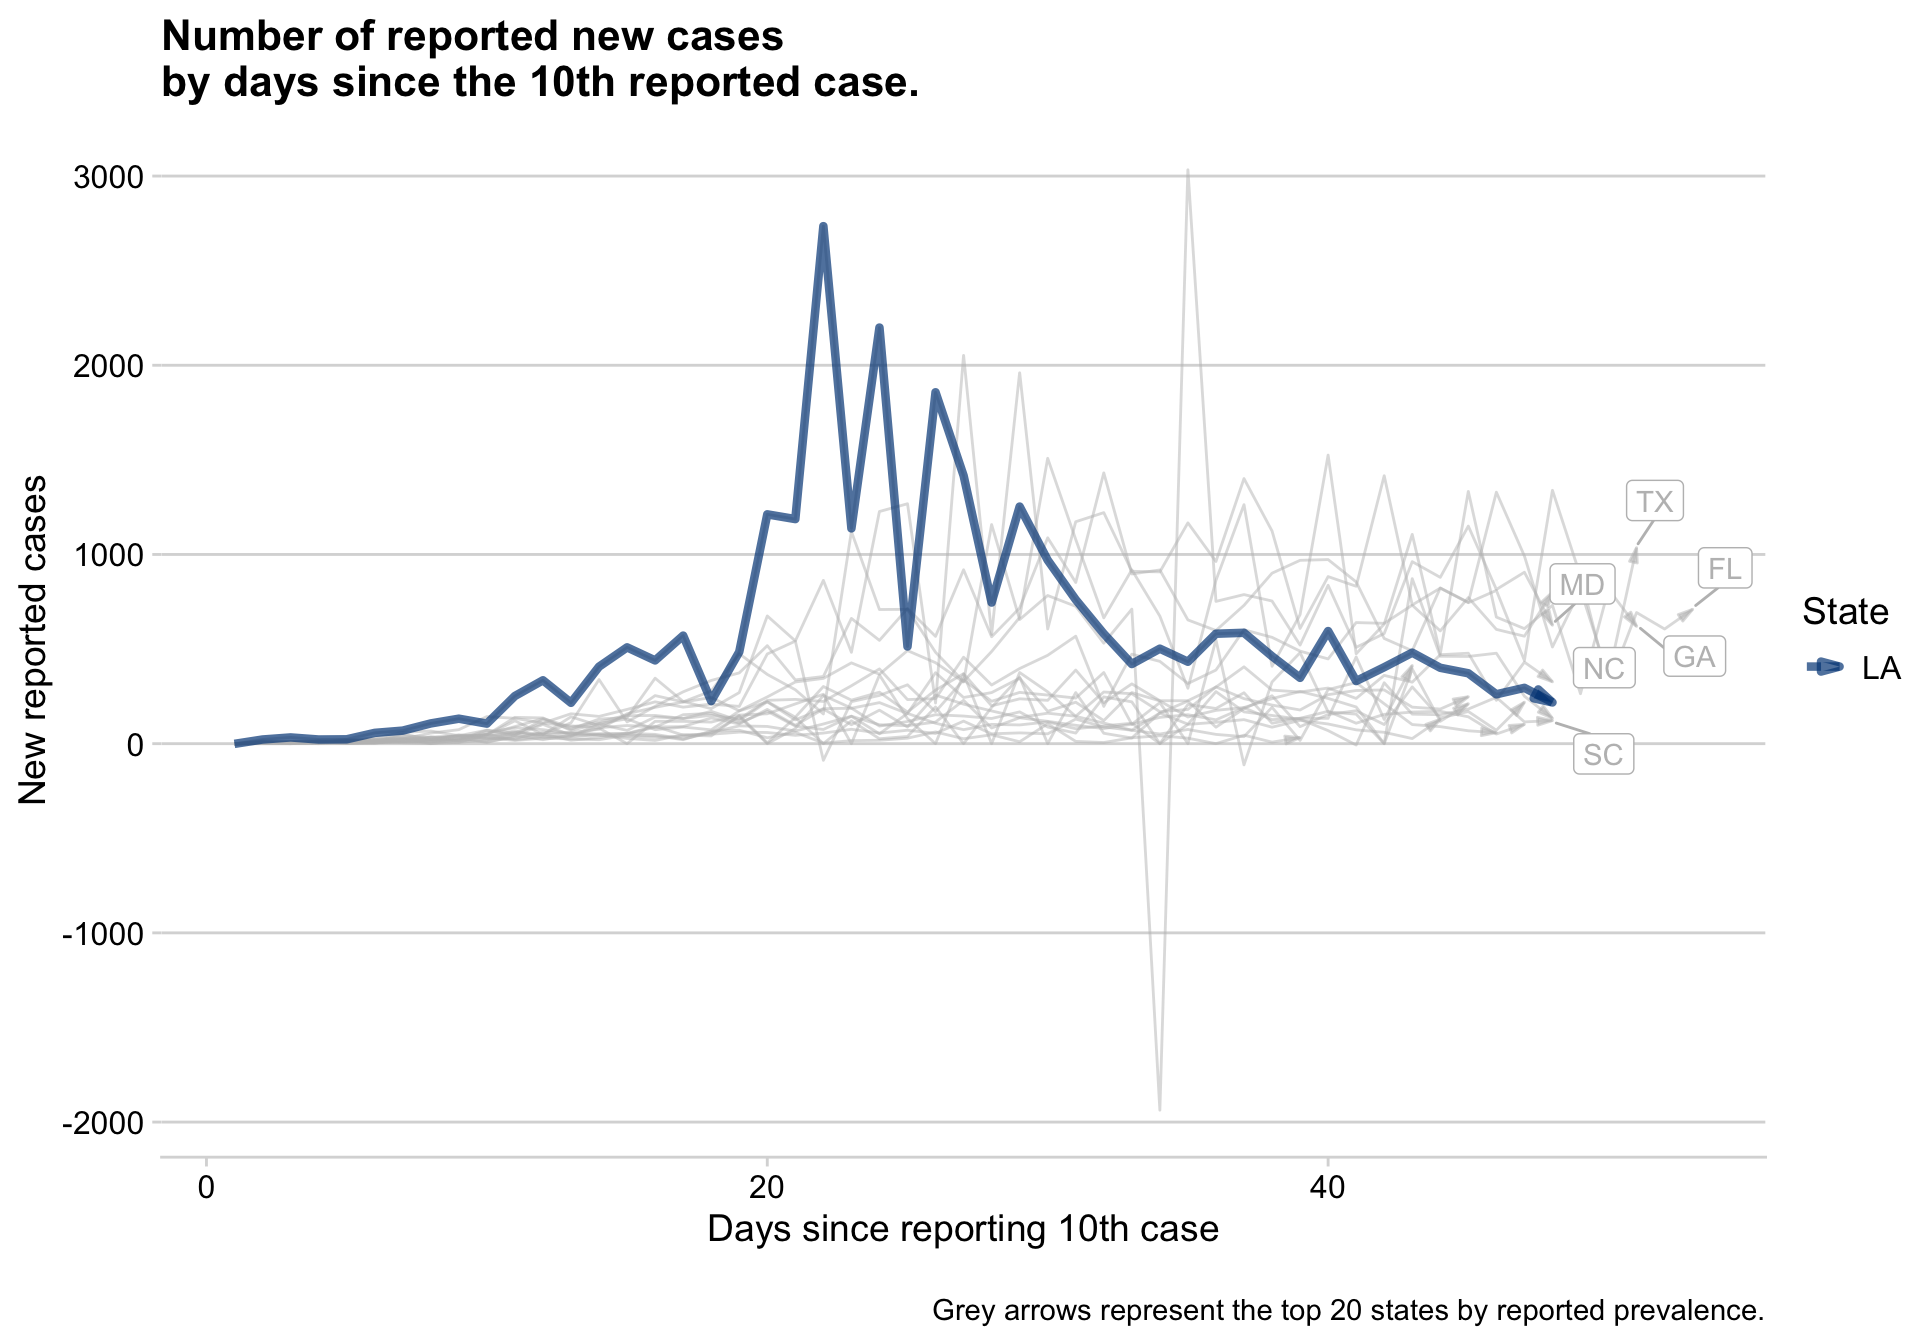 Number of reported new cases
by days since the 10th reported case.
New reported cases
3000
2000
1000
0
-1000
-2000
0
20
40
Days since reporting 10th case
TX
FL
MD
GA
NC
SC
State
LA
Grey arrows represent the top 20 states by reported prevalence.